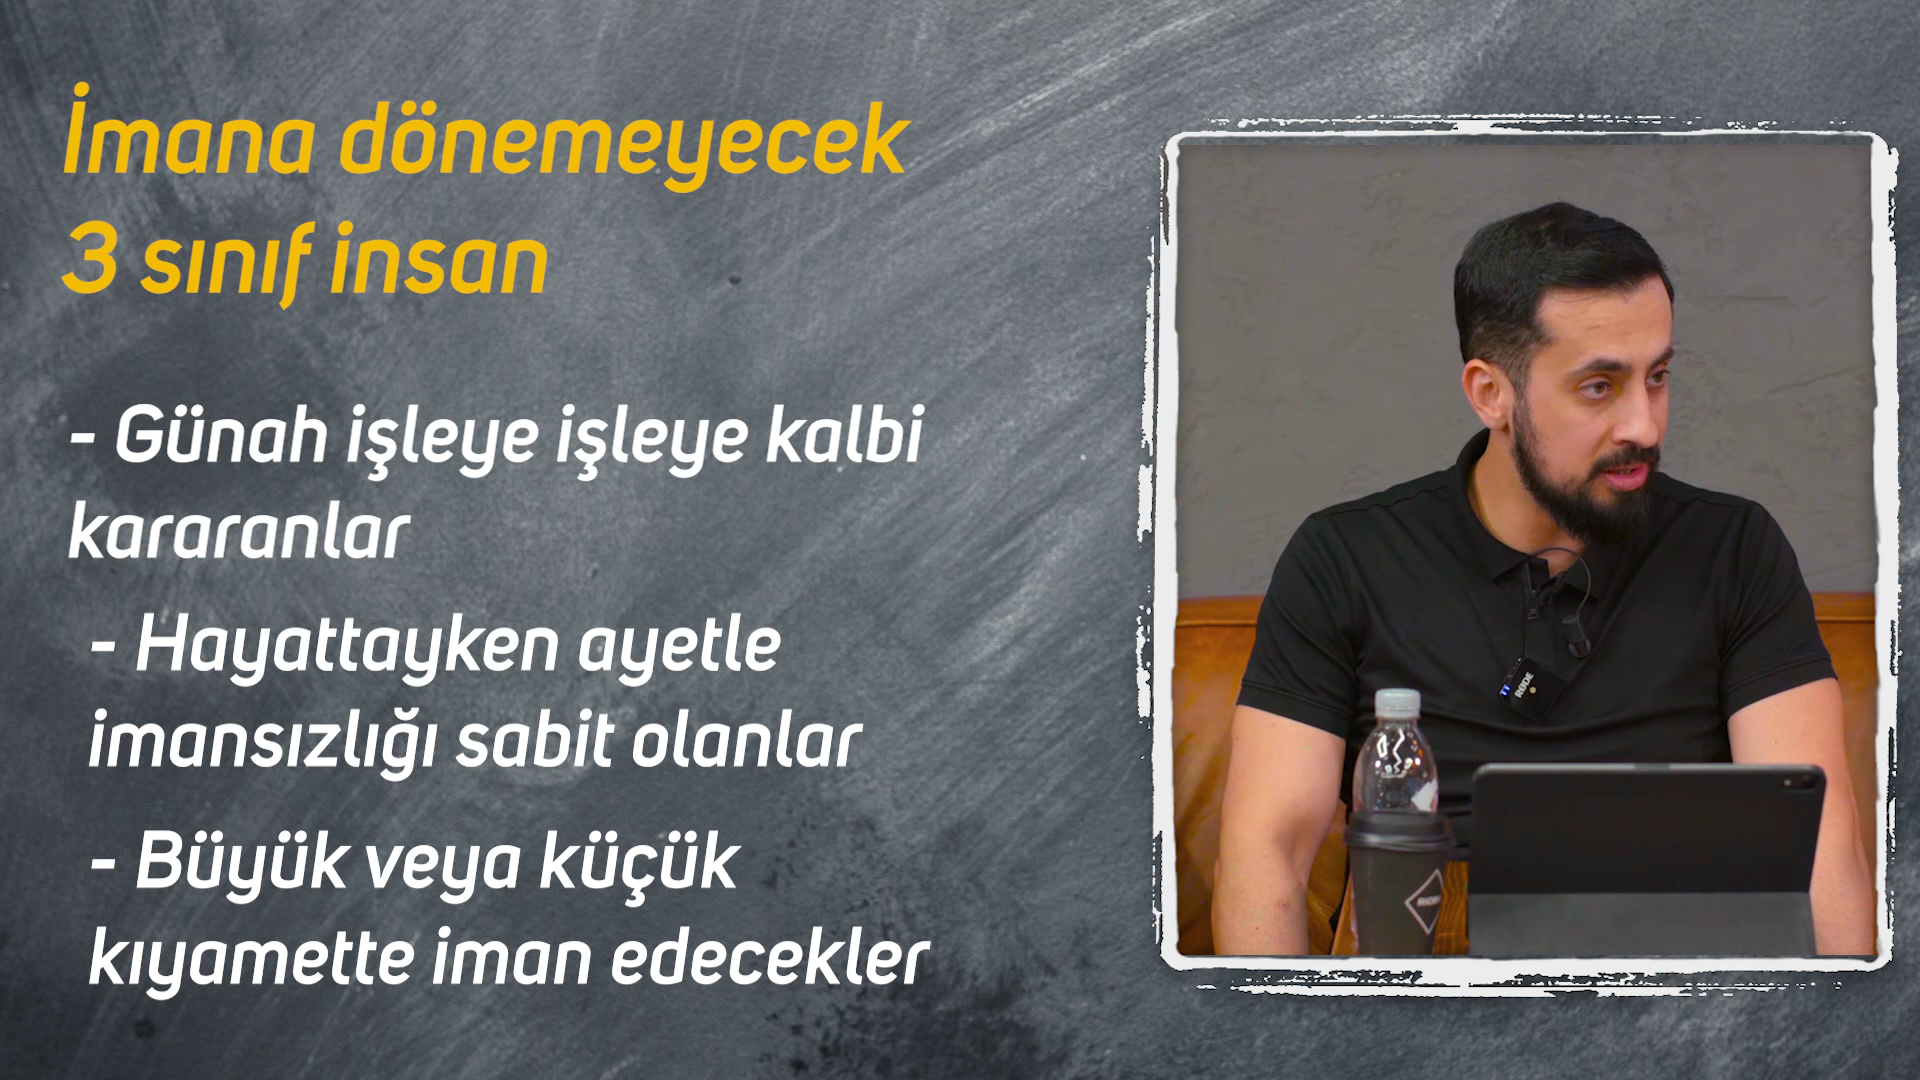 İmana dönemeyecek
3 sınıf insan
- Günah işleye işleye kalbi
kararanlar
- Hayattayken ayetle
imansızlığı sabit olanlar
- Büyük veya küçük
kıyamette iman edecekler
RØDE